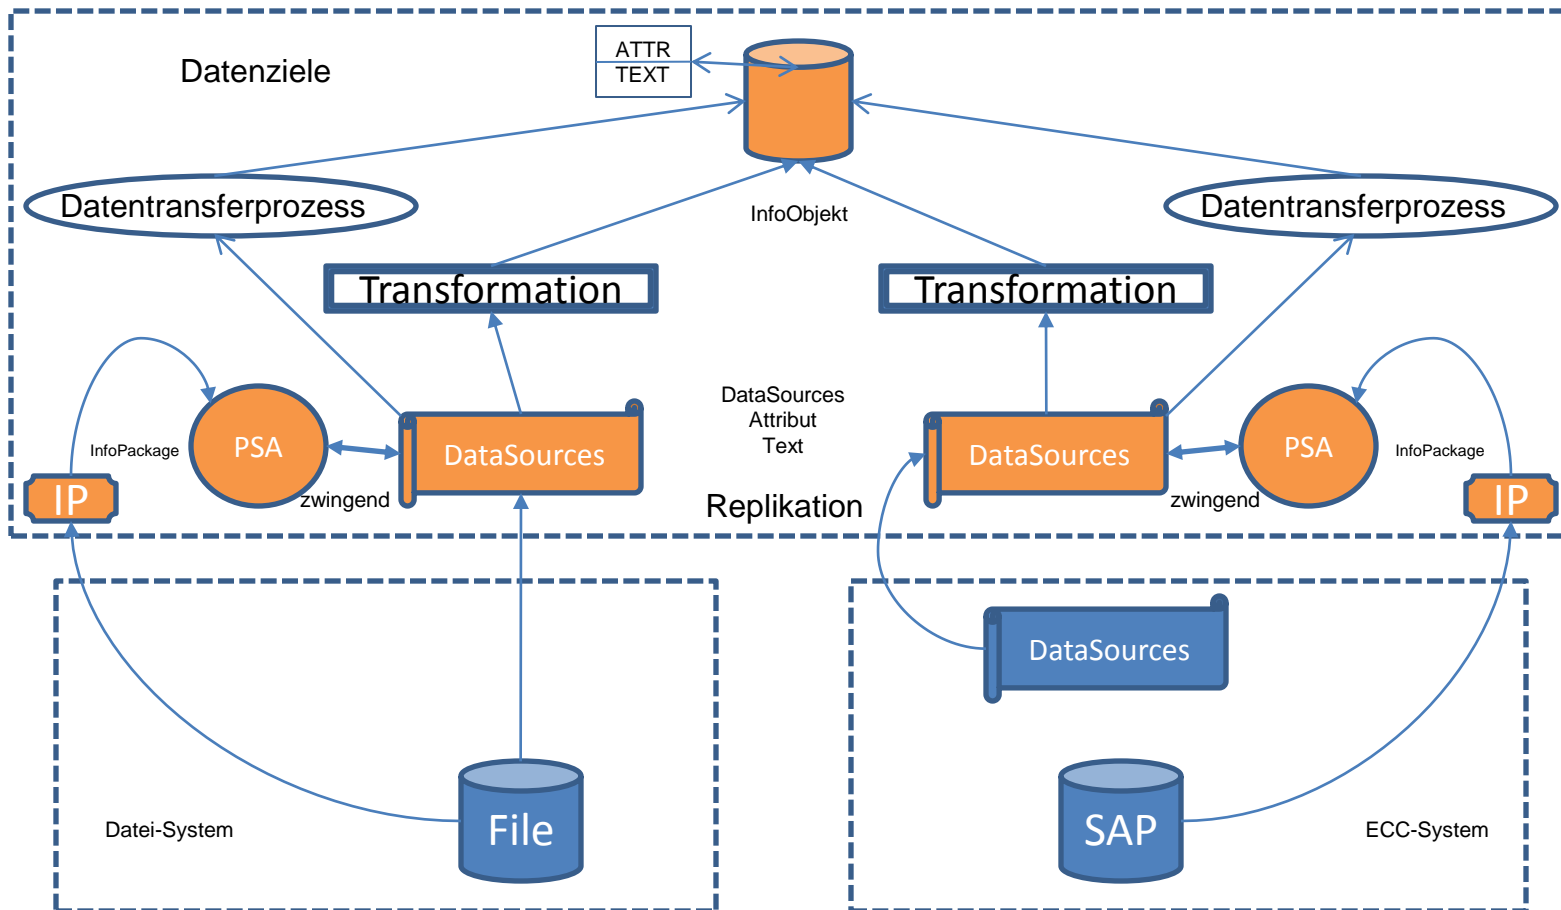 ATTR
TEXT
Datenziele
Datentransferprozess
InfoObjekt
Datentransferprozess
Transformation
Transformation
DataSources
Attribut
Text
InfoPackage
PSA
DataSources
zwingend
IP
Replikation
DataSources
zwingend
PSA
InfoPackage
IP
DataSources
Datei-System
File
SAP
ECC-System